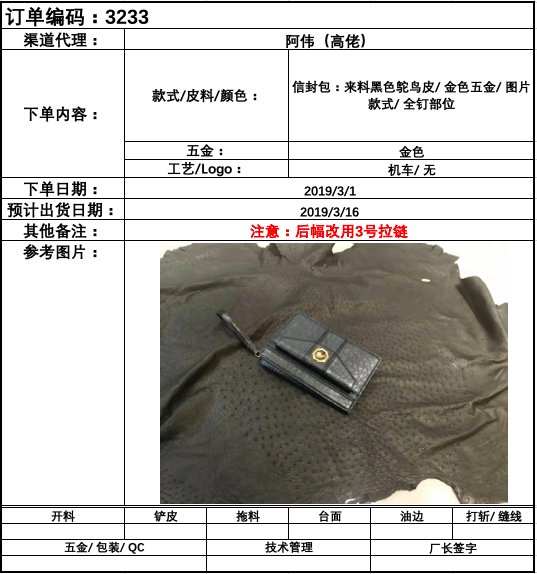 订单编码：3233
渠道代理：
阿伟（高佬）
下单内容：
款式/皮料/颜色：
信封包：来料黑色鸵鸟皮/ 金色五金/ 图片
款式/ 全钉部位
五金：
金色
工艺/Logo：
机车/ 无
下单日期：
2019/3/1
预计出货日期：
2019/3/16
其他备注：
注意：后幅改用3号拉链
参考图片：
开料
铲皮
拖料
台面
油边
打斩/ 缝线
五金/ 包装/ QC
技术管理
厂长签字